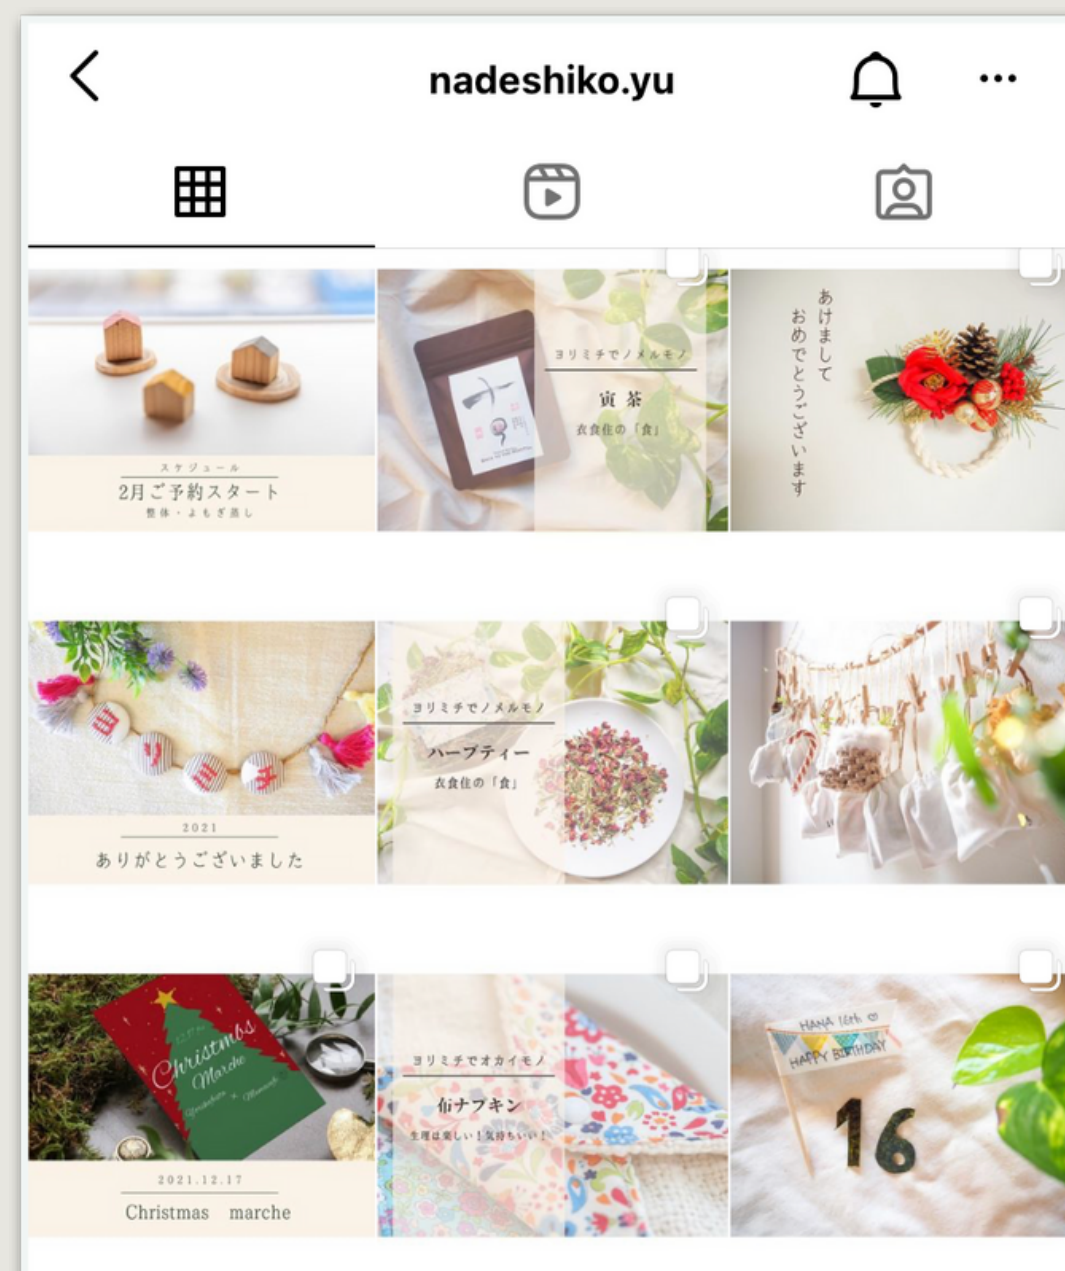 nadeshiko.yu
スケジュール
2月ご予約スタート
整体・よもぎ蒸し
ヨリミチでノメルモノ
寅茶
衣食住の「食」
あけまして
おめでとうございます
ヨリミチ
2021
ありがとうございました
ヨリミチでノメルモノ
ハーブティー
衣食住の「食」
Christmbs
Marche
2021.12.17
Christmas marche
ヨリミチでオカイモノ
布ナプキン
生理は楽しい!気持ちいい!
HANA 16th ♡
HAPPY BIRTHDAY
16